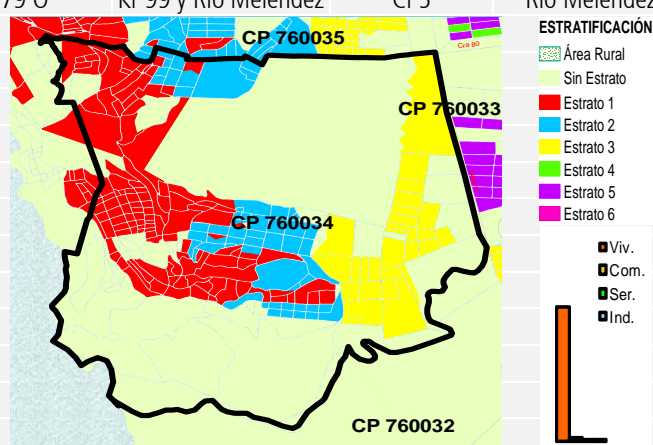 79 O
Kr 99 y Río Meléndez
Cl 5
Río Meléndez
CP 760035
Cra 80
CP 760033
CP 760034
CP 760032
ESTRATIFICACIÓN
Área Rural
Sin Estrato
Estrato 1
Estrato 2
Estrato 3
Estrato 4
Estrato 5
Estrato 6
Viv.
Com.
Ser.
Ind.